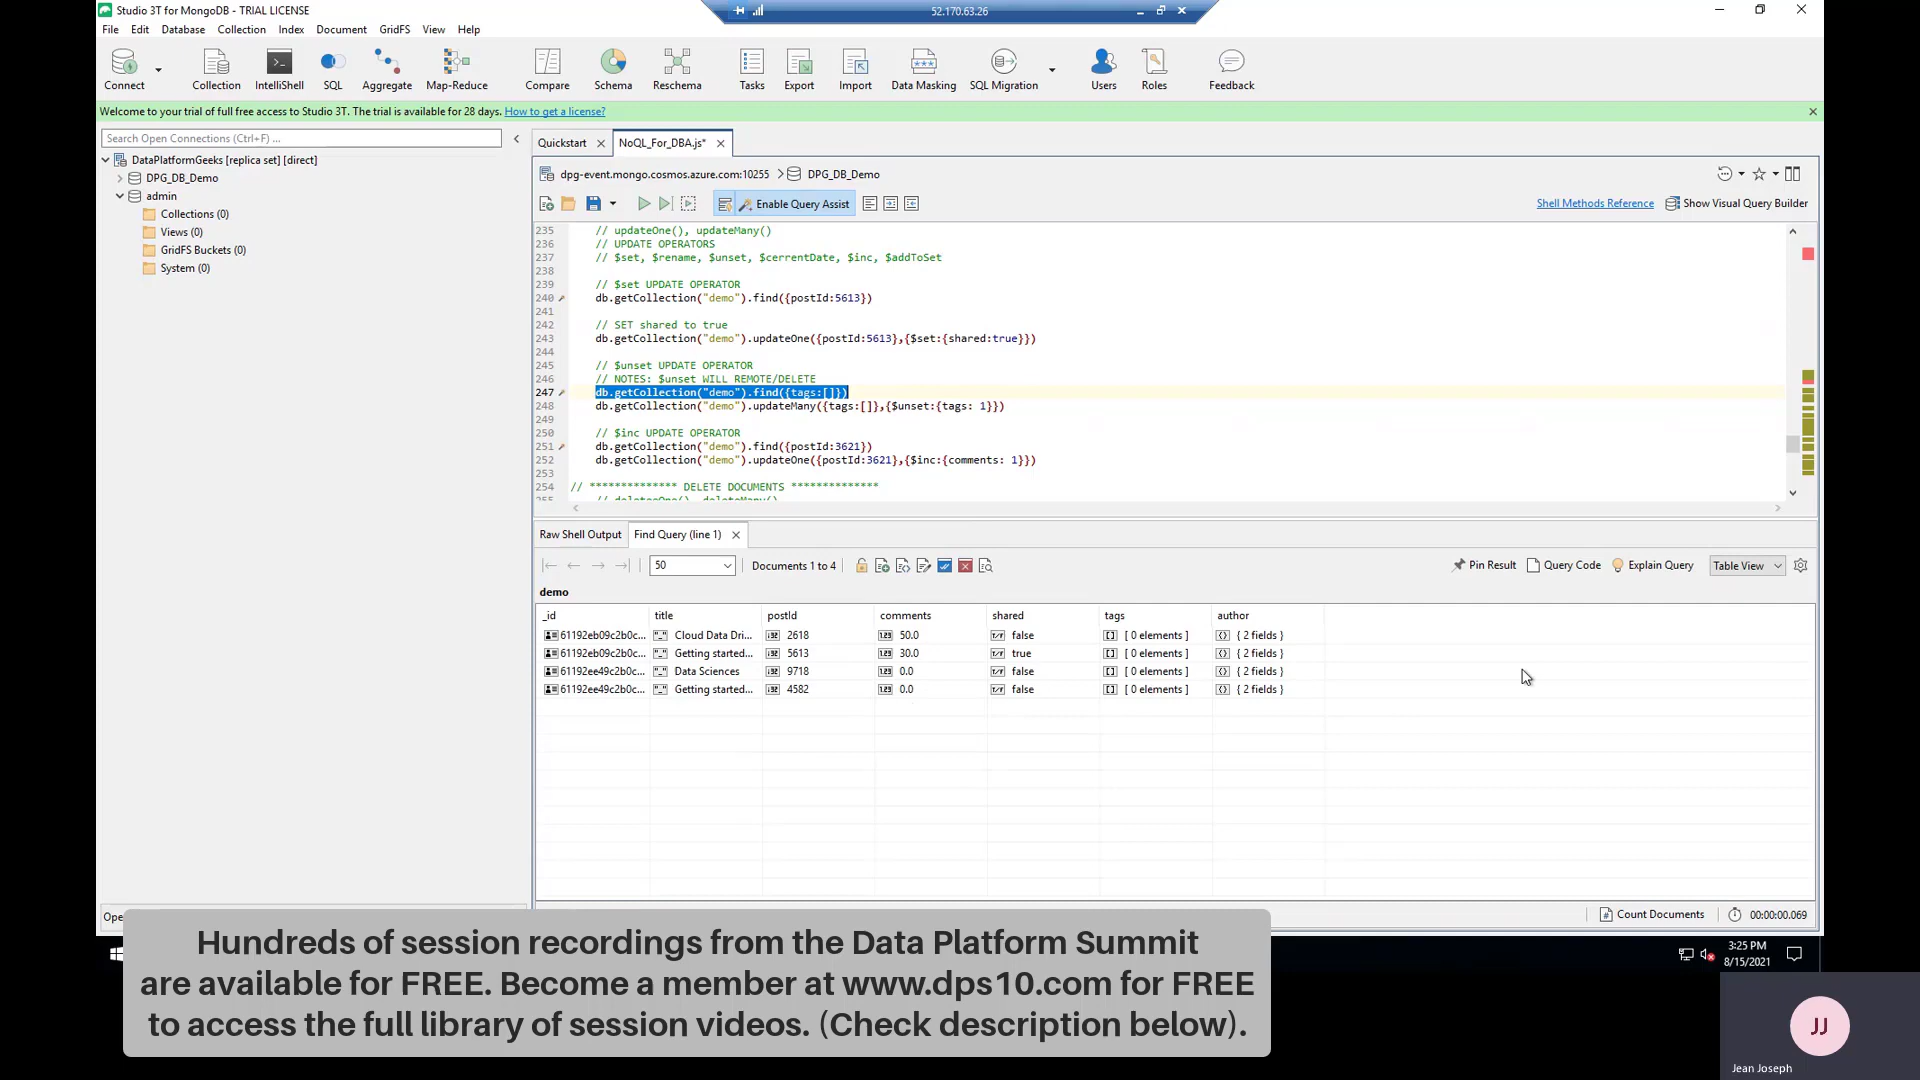 Studio 3T for MongoDB - TRIAL LICENSE
52.170.63.26
File Edit Database Collection Index Document GridFS View Help
Connect Collection IntelliShell SQL Aggregate Map-Reduce Compare Schema Reschema Tasks Export Import Data Masking SQL Migration Users Roles Feedback
Welcome to your trial of full free access to Studio 3T. The trial is available for 28 days. How to get a license?
Search Open Connections (Ctrl+F) ...
DataPlatformGeeks [replica set] [direct]
DPG_DB_Demo
admin
Collections (0)
Views (0)
GridFS Buckets (0)
System (0)
Quickstart NoQL_For_DBA.js*
dpg-event.mongo.cosmos.azure.com:10255 > DPG_DB_Demo
Enable Query Assist Shell Methods Reference Show Visual Query Builder
235 // updateOne(), updateMany()
236 // UPDATE OPERATORS
237 // $set, $rename, $unset, $cerrentDate, $inc, $addToSet
238
239 // $set UPDATE OPERATOR
240 db.getCollection("demo").find({postId:5613})
241
242 // SET shared to true
243 db.getCollection("demo").updateOne({postId:5613},{$set:{shared:true}})
244
245 // $unset UPDATE OPERATOR
246 // NOTES: $unset WILL REMOTE/DELETE
247 db.getCollection("demo").find({tags:[]})
248 db.getCollection("demo").updateMany({tags:[]},{$unset:{tags: 1}})
249
250 // $inc UPDATE OPERATOR
251 db.getCollection("demo").find({postId:3621})
252 db.getCollection("demo").updateOne({postId:3621},{$inc:{comments: 1}})
253
254 // ************** DELETE DOCUMENTS **************
Raw Shell Output Find Query (line 1)
50 Documents 1 to 4 Pin Result Query Code Explain Query Table View
demo
_id title postId comments shared tags author
61192eb09c2b0c... Cloud Data Dri... 2618 50.0 false [ 0 elements ] { 2 fields }
61192eb09c2b0c... Getting started... 5613 30.0 true [ 0 elements ] { 2 fields }
61192ee49c2b0c... Data Sciences 9718 0.0 false [ 0 elements ] { 2 fields }
61192ee49c2b0c... Getting started... 4582 0.0 false [ 0 elements ] { 2 fields }
Count Documents 00:00:00.069
Hundreds of session recordings from the Data Platform Summit
are available for FREE. Become a member at www.dps10.com for FREE
to access the full library of session videos. (Check description below).
3:25 PM
8/15/2021
JJ
Jean Joseph